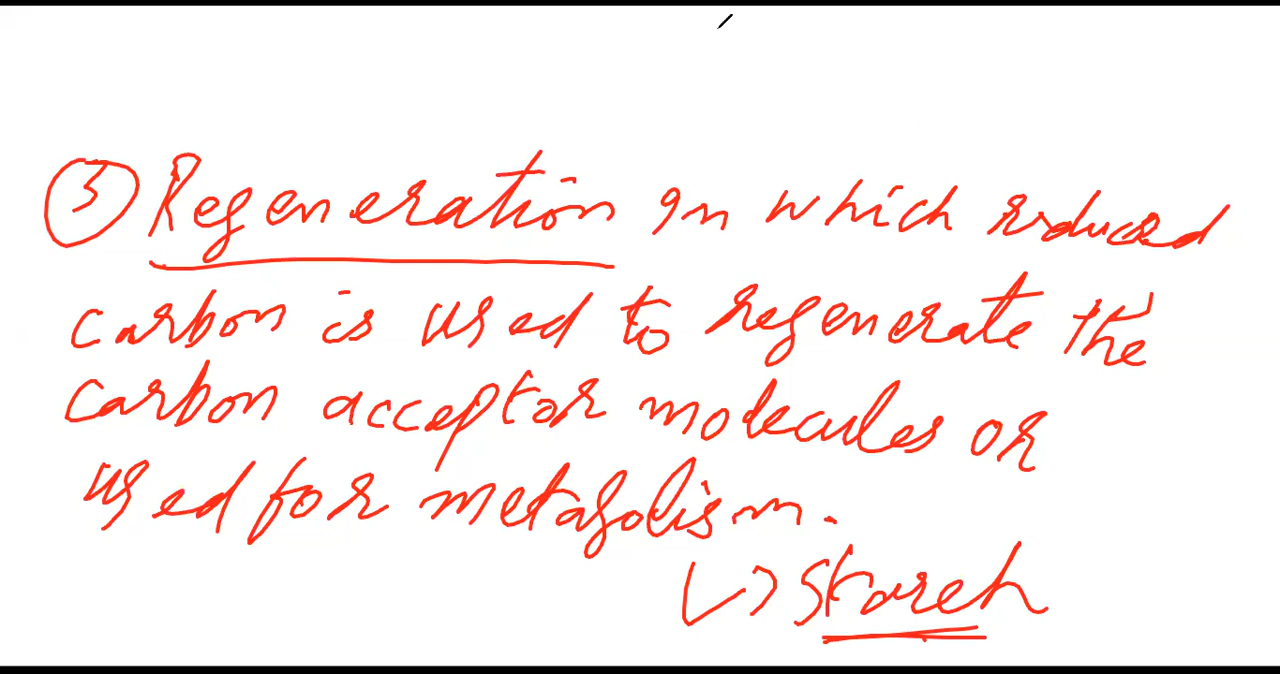 ③ Regeneration In which reduced
carbon is used to regenerate the
carbon acceptor molecules or
used for metabolism.
↳ Starch